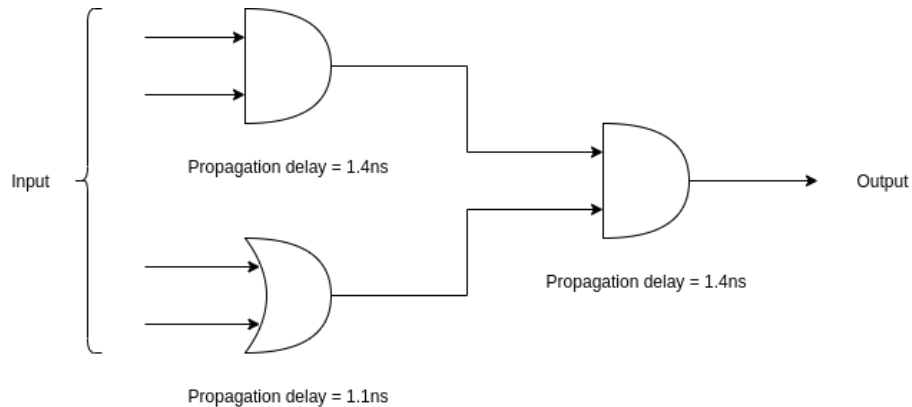 Propagation delay = 1.4ns
Input
Output
Propagation delay = 1.4ns
Propagation delay = 1.1ns